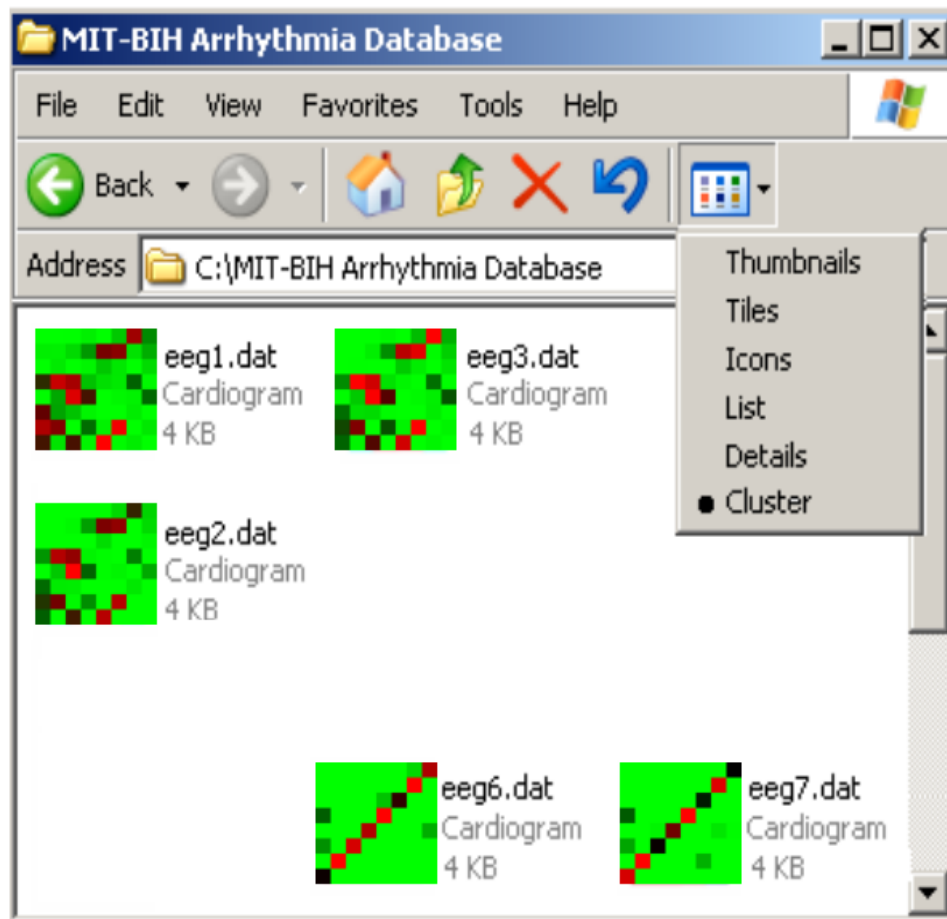 MIT-BIH Arrhythmia Database
File Edit View Favorites Tools Help
Back
Address C:\MIT-BIH Arrhythmia Database
Thumbnails
Tiles
Icons
List
Details
Cluster
eeg1.dat
Cardiogram
4 KB
eeg3.dat
Cardiogram
4 KB
eeg2.dat
Cardiogram
4 KB
eeg6.dat
Cardiogram
4 KB
eeg7.dat
Cardiogram
4 KB